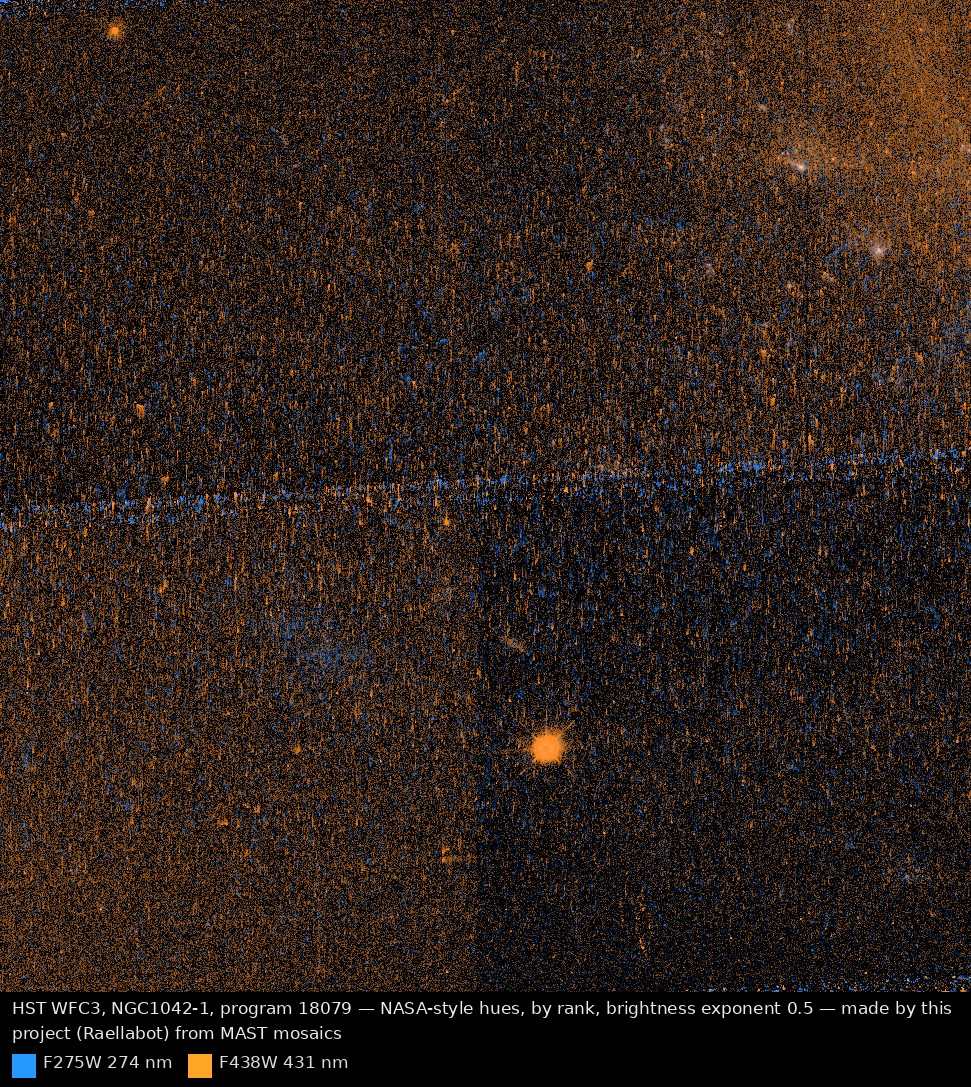 HST WFC3, NGC1042-1, program 18079 — NASA-style hues, by rank, brightness exponent 0.5 — made by this
project (Raellabot) from MAST mosaics
F275W 274 nm F438W 431 nm